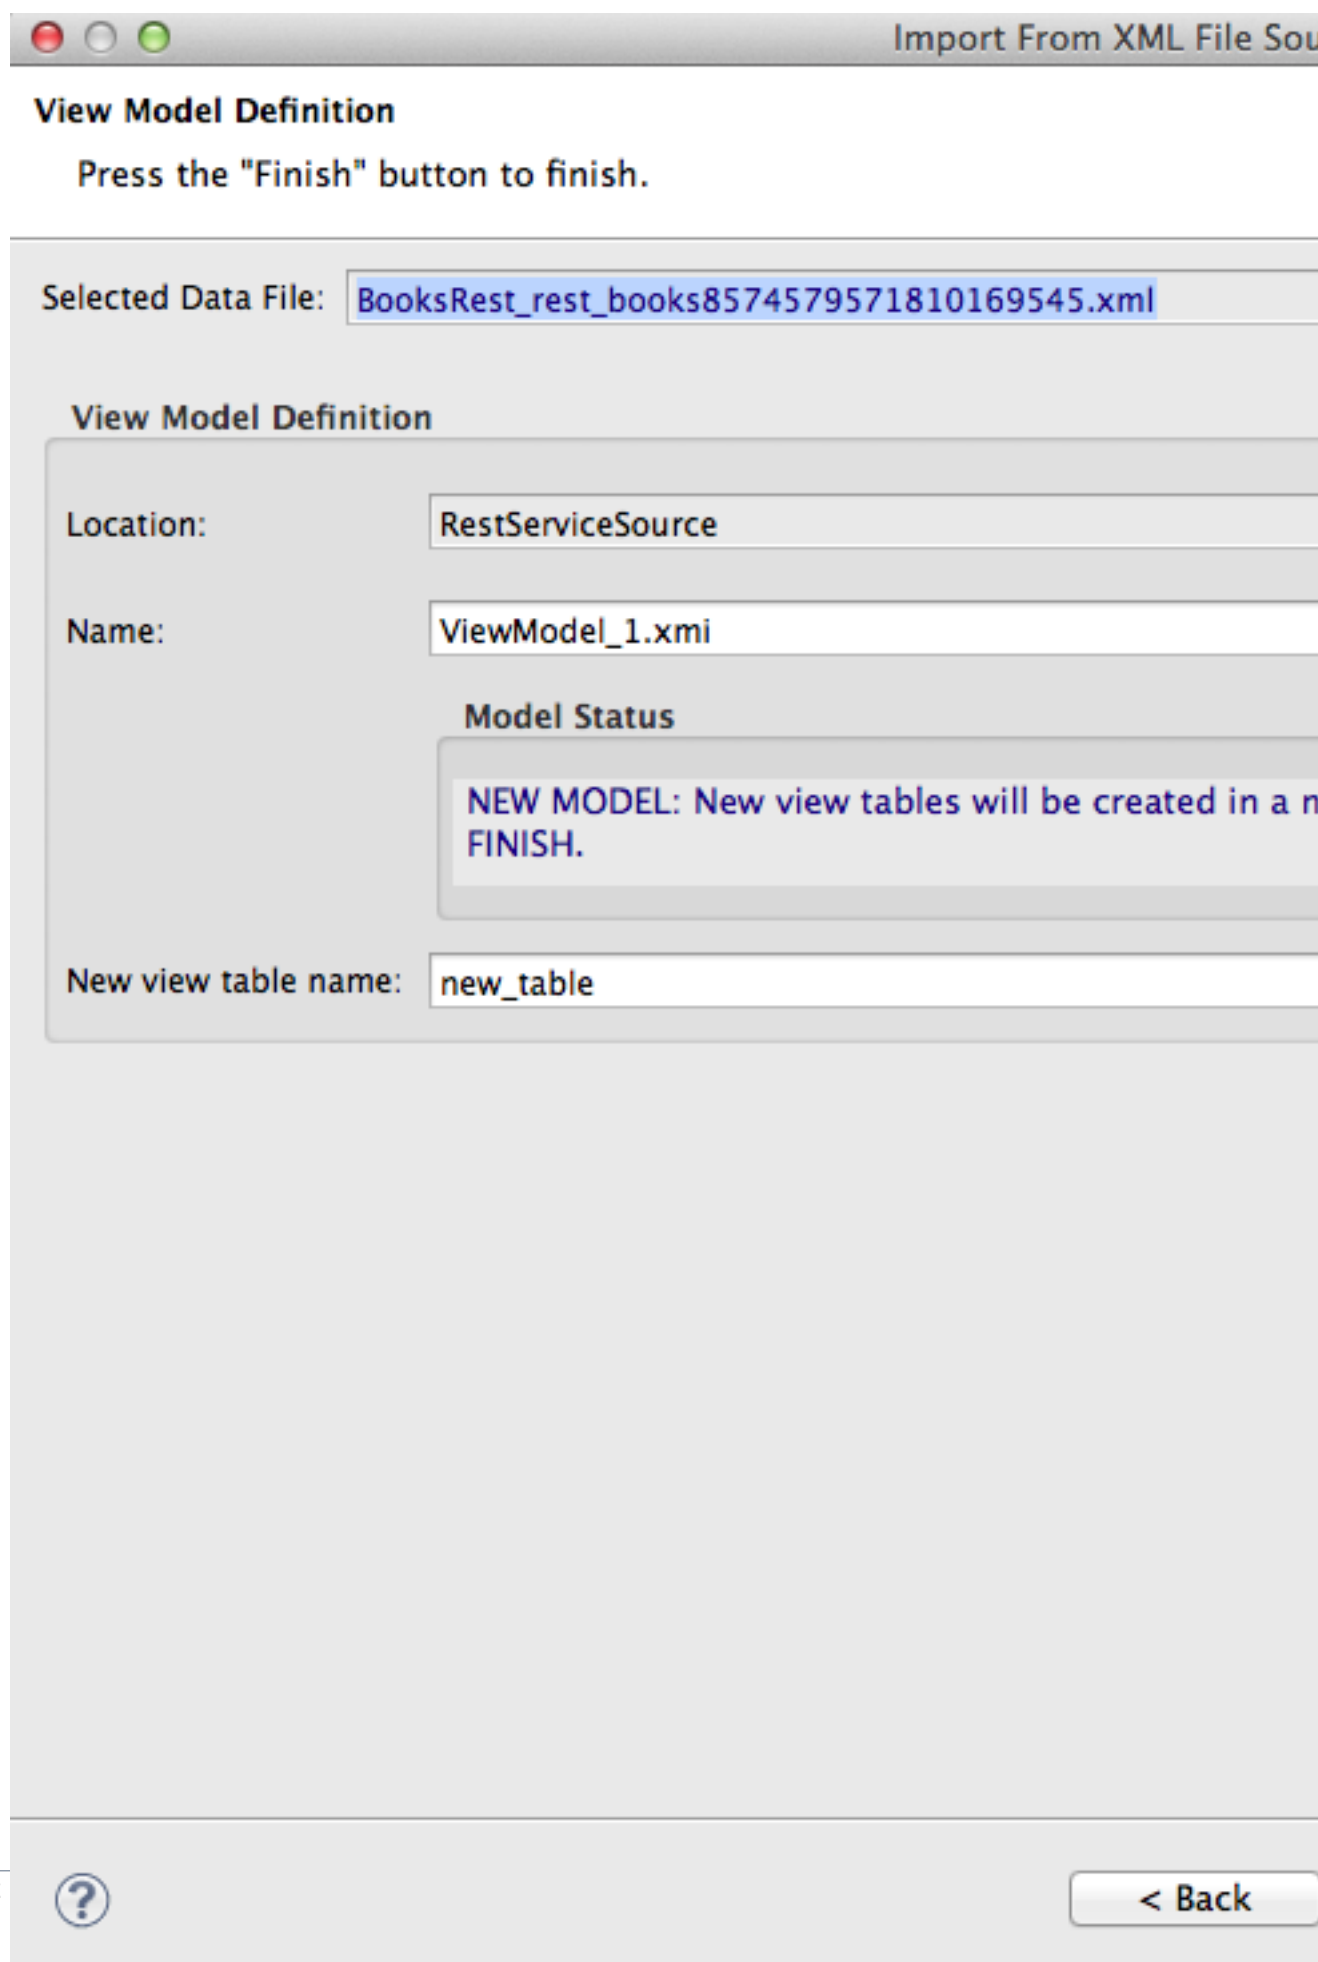 Import From XML File
View Model Definition
Press the "Finish" button to finish.
Selected Data File: BooksRest_rest_books8574579571810169545.xml
View Model Definition
Location: RestServiceSource
Name: ViewModel_1.xmi
Model Status
NEW MODEL: New view tables will be created in a
FINISH.
New view table name: new_table
?
< Back